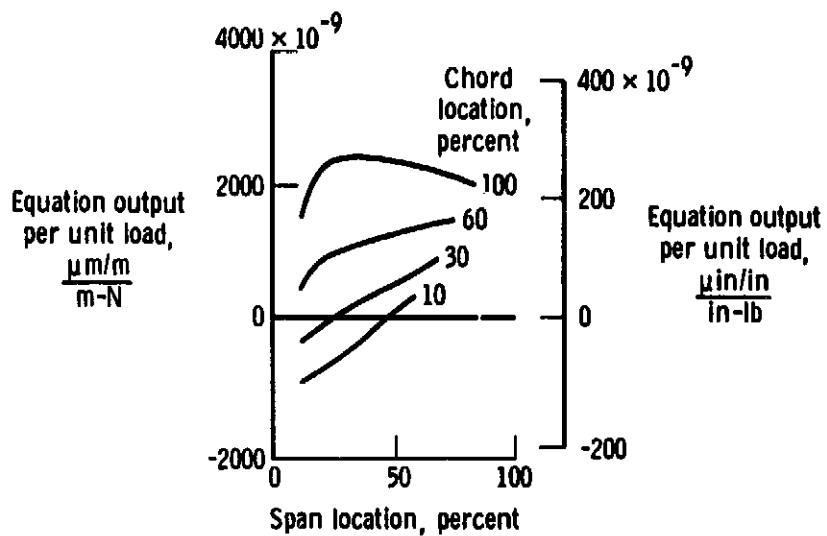 4000 × 10-9
2000
0
-2000
Equation output
per unit load,
μm/m
m-N
Chord
location,
percent
100
60
30
10
400 × 10-9
200
0
-200
Equation output
per unit load,
μin/in
in-lb
0
50
100
Span location, percent